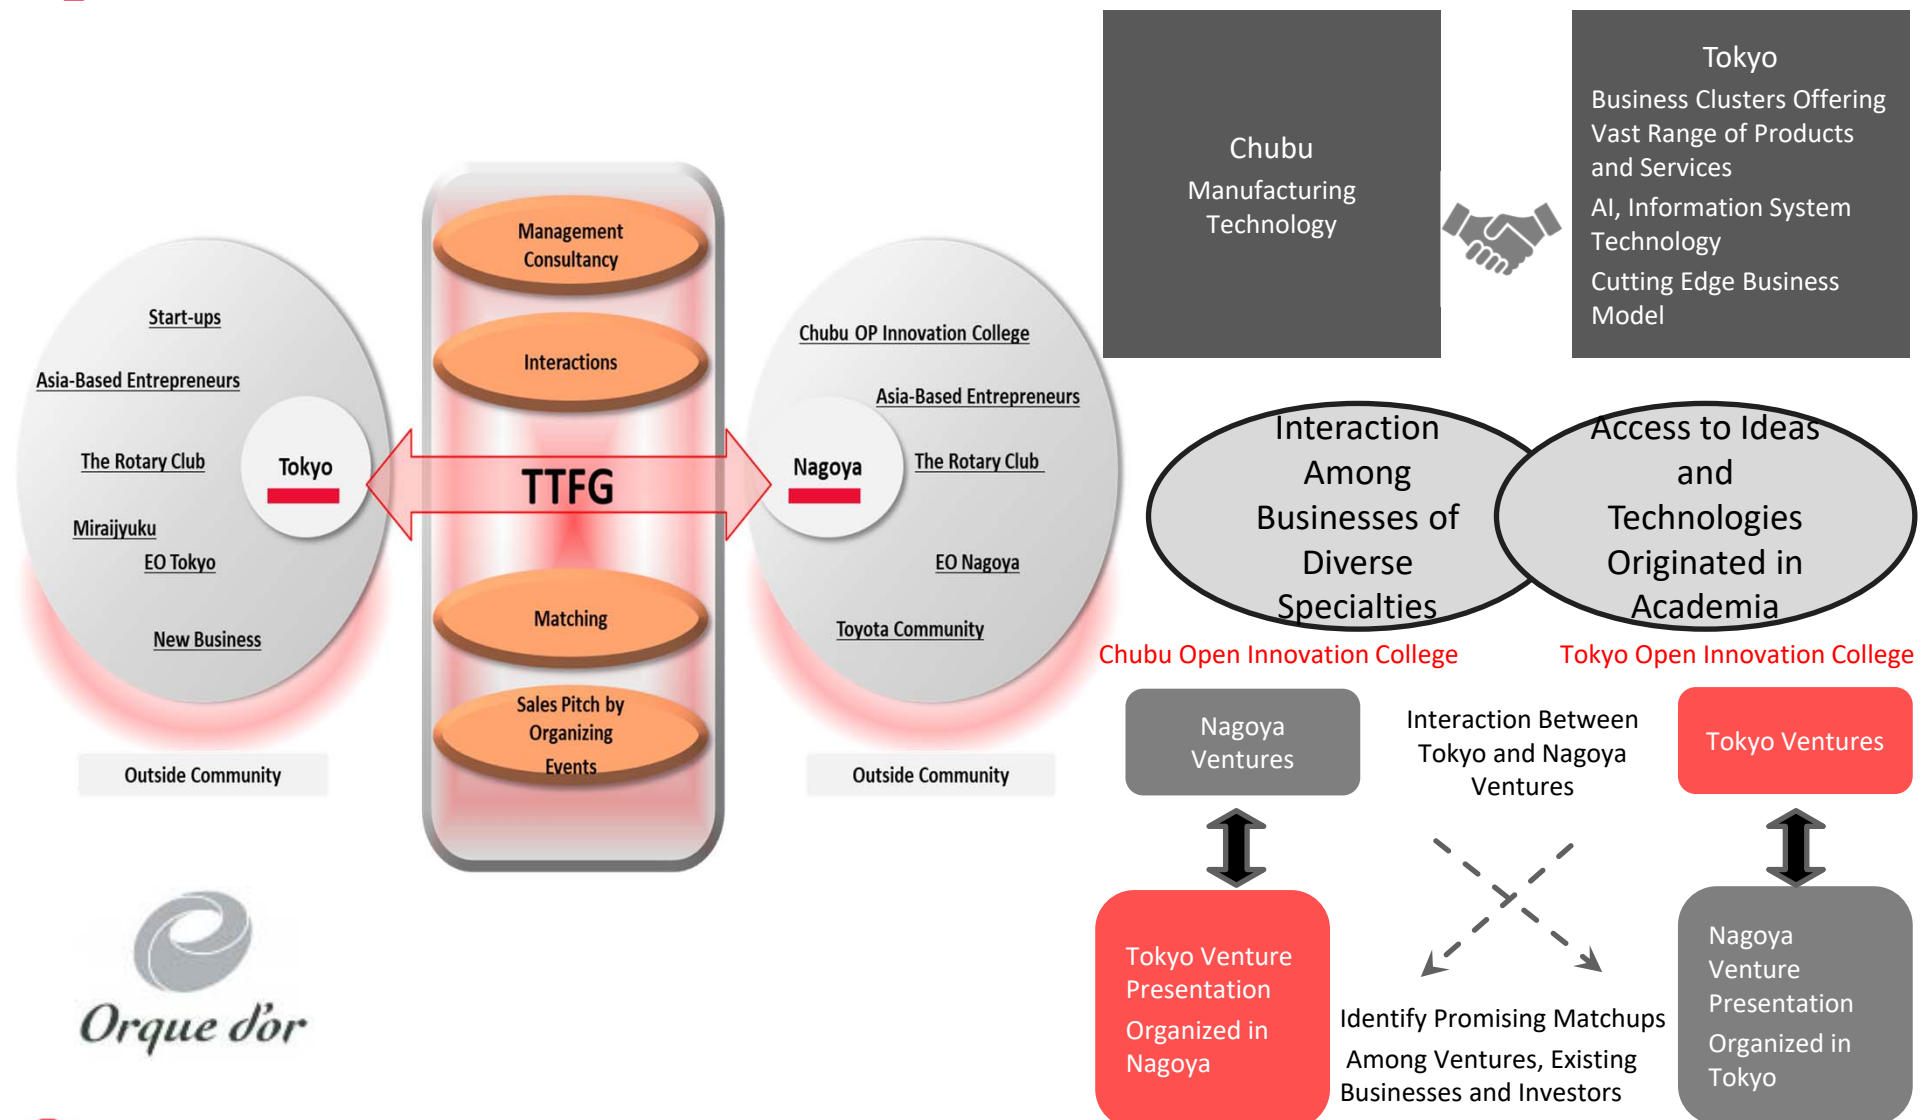 Start-ups
Asia-Based Entrepreneurs
The Rotary Club
Tokyo
Miraijyuku
EO Tokyo
New Business
Outside Community
Management
Consultancy
Interactions
TTFG
Matching
Sales Pitch by
Organizing
Events
Chubu OP Innovation College
Asia-Based Entrepreneurs
Nagoya
The Rotary Club
EO Nagoya
Toyota Community
Outside Community
Orque d'or
Chubu
Manufacturing
Technology
Tokyo
Business Clusters Offering
Vast Range of Products
and Services
AI, Information System
Technology
Cutting Edge Business
Model
Interaction
Among
Businesses of
Diverse
Specialties
Access to Ideas
and
Technologies
Originated in
Academia
Chubu Open Innovation College
Tokyo Open Innovation College
Nagoya
Ventures
Interaction Between
Tokyo and Nagoya
Ventures
Tokyo Ventures
Tokyo Venture
Presentation
Organized in
Nagoya
Identify Promising Matchups
Among Ventures, Existing
Businesses and Investors
Nagoya
Venture
Presentation
Organized in
Tokyo